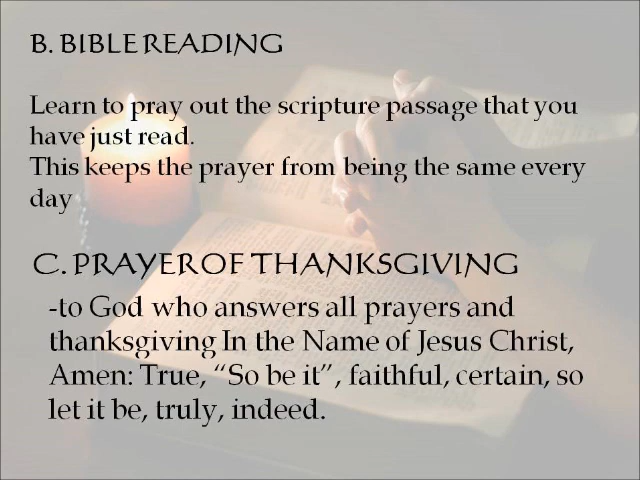 B. BIBLE READING
Learn to pray out the scripture passage that you
have just read.
This keeps the prayer from being the same every
day
C. PRAYER OF THANKSGIVING
-to God who answers all prayers and
thanksgiving In the Name of Jesus Christ,
Amen: True, “So be it”, faithful, certain, so
let it be, truly, indeed.